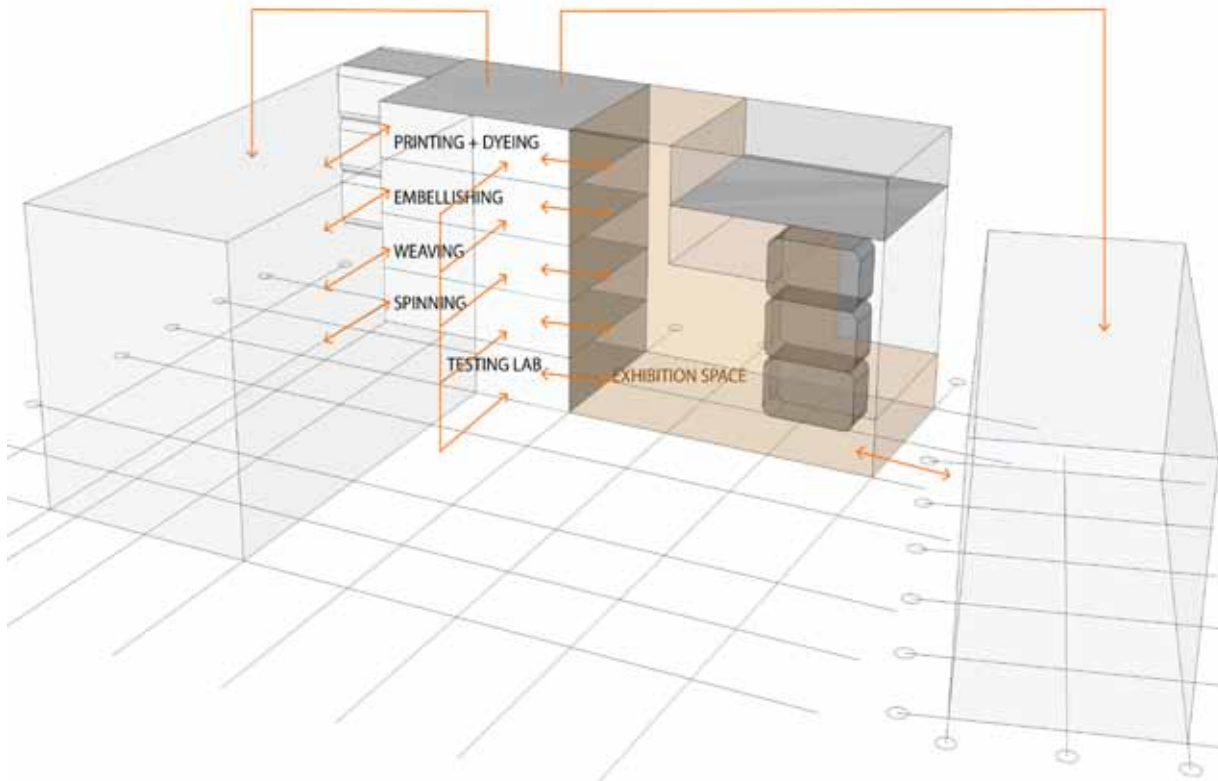 PRINTING + DYEING
EMBELLISHING
WEAVING
SPINNING
TESTING LAB
EXHIBITION SPACE